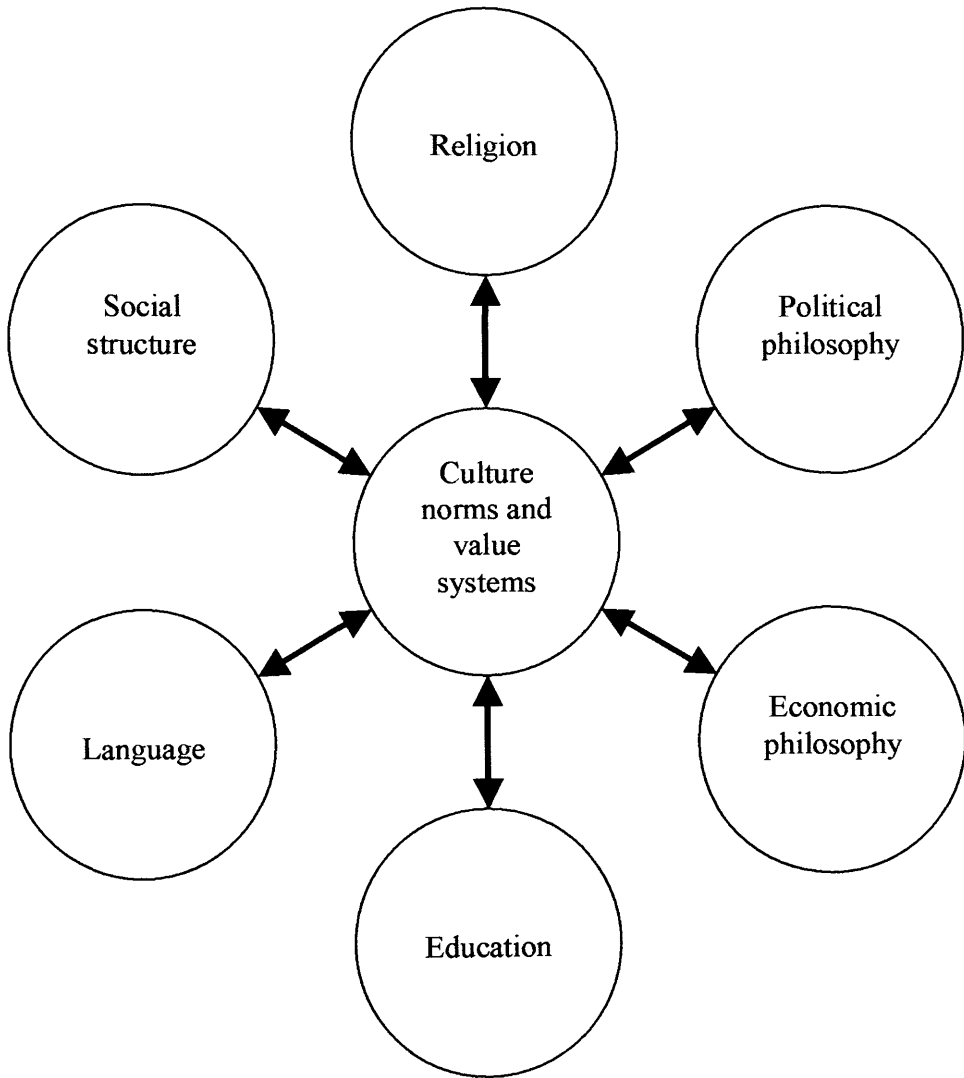 Religion
Social
structure
Political
philosophy
Culture
norms and
value
systems
Language
Economic
philosophy
Education